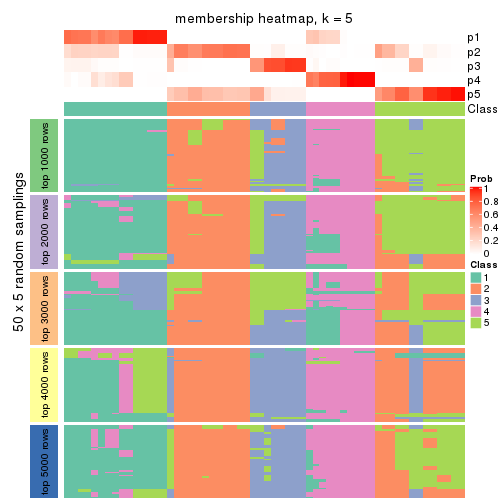 membership heatmap, k = 5
p1
p2
p3
p4
p5
Class
50 x 5 random samplings
top 1000 rows
top 2000 rows
top 3000 rows
top 4000 rows
top 5000 rows
Prob
1
0.8
0.6
0.4
0.2
0
Class
1
2
3
4
5